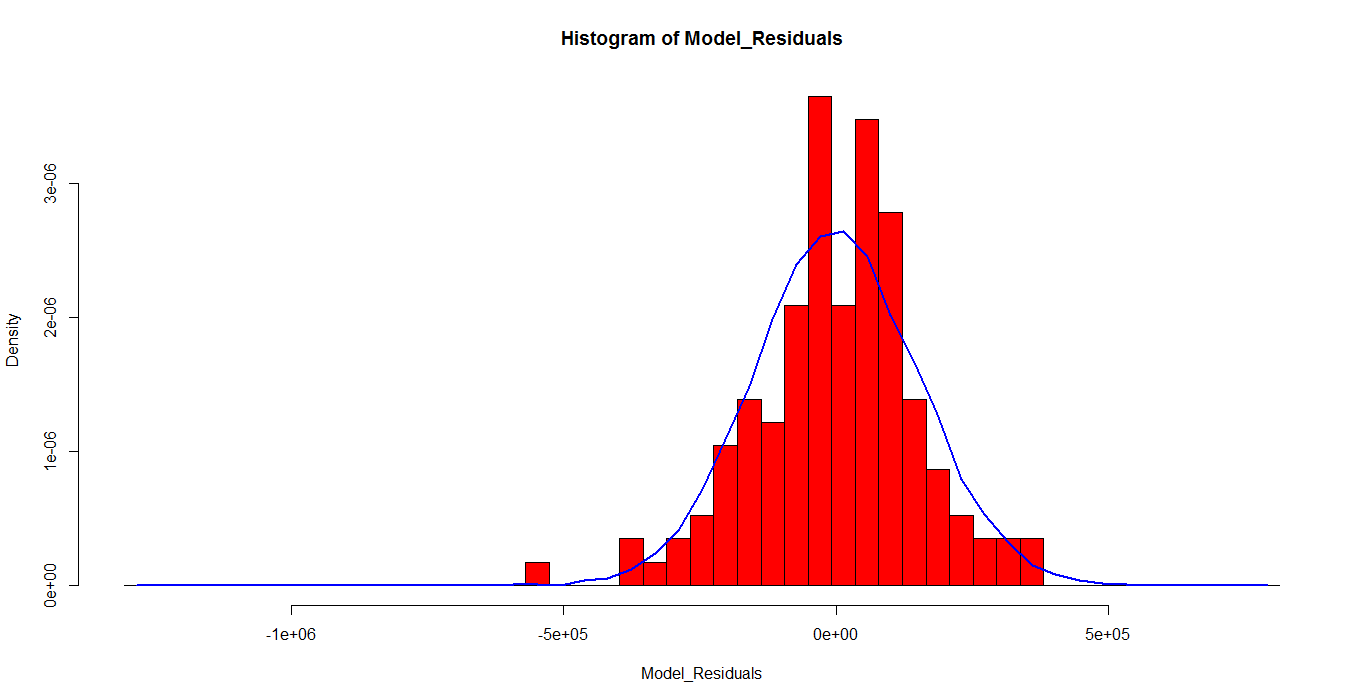 Histogram of Model_Residuals
3e-06
2e-06
1e-06
0e+00
Density
-1e+06
-5e+05
0e+00
5e+05
Model_Residuals